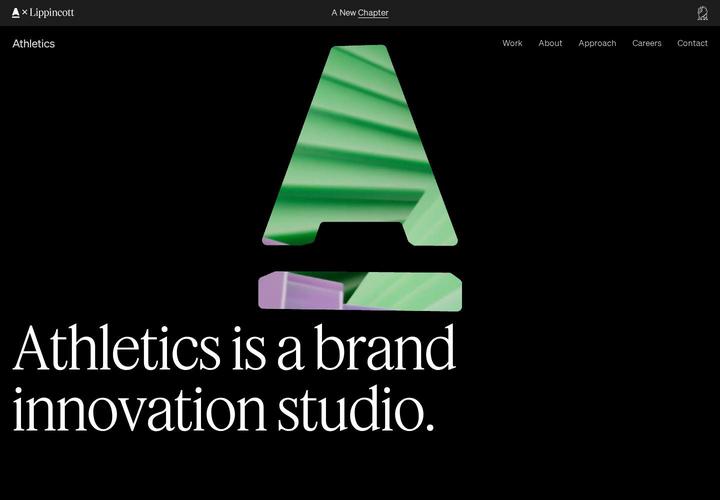 A × Lippincott
A New Chapter
Athletics
Work
About
Approach
Careers
Contact
A
Athletics is a brand
innovation studio.